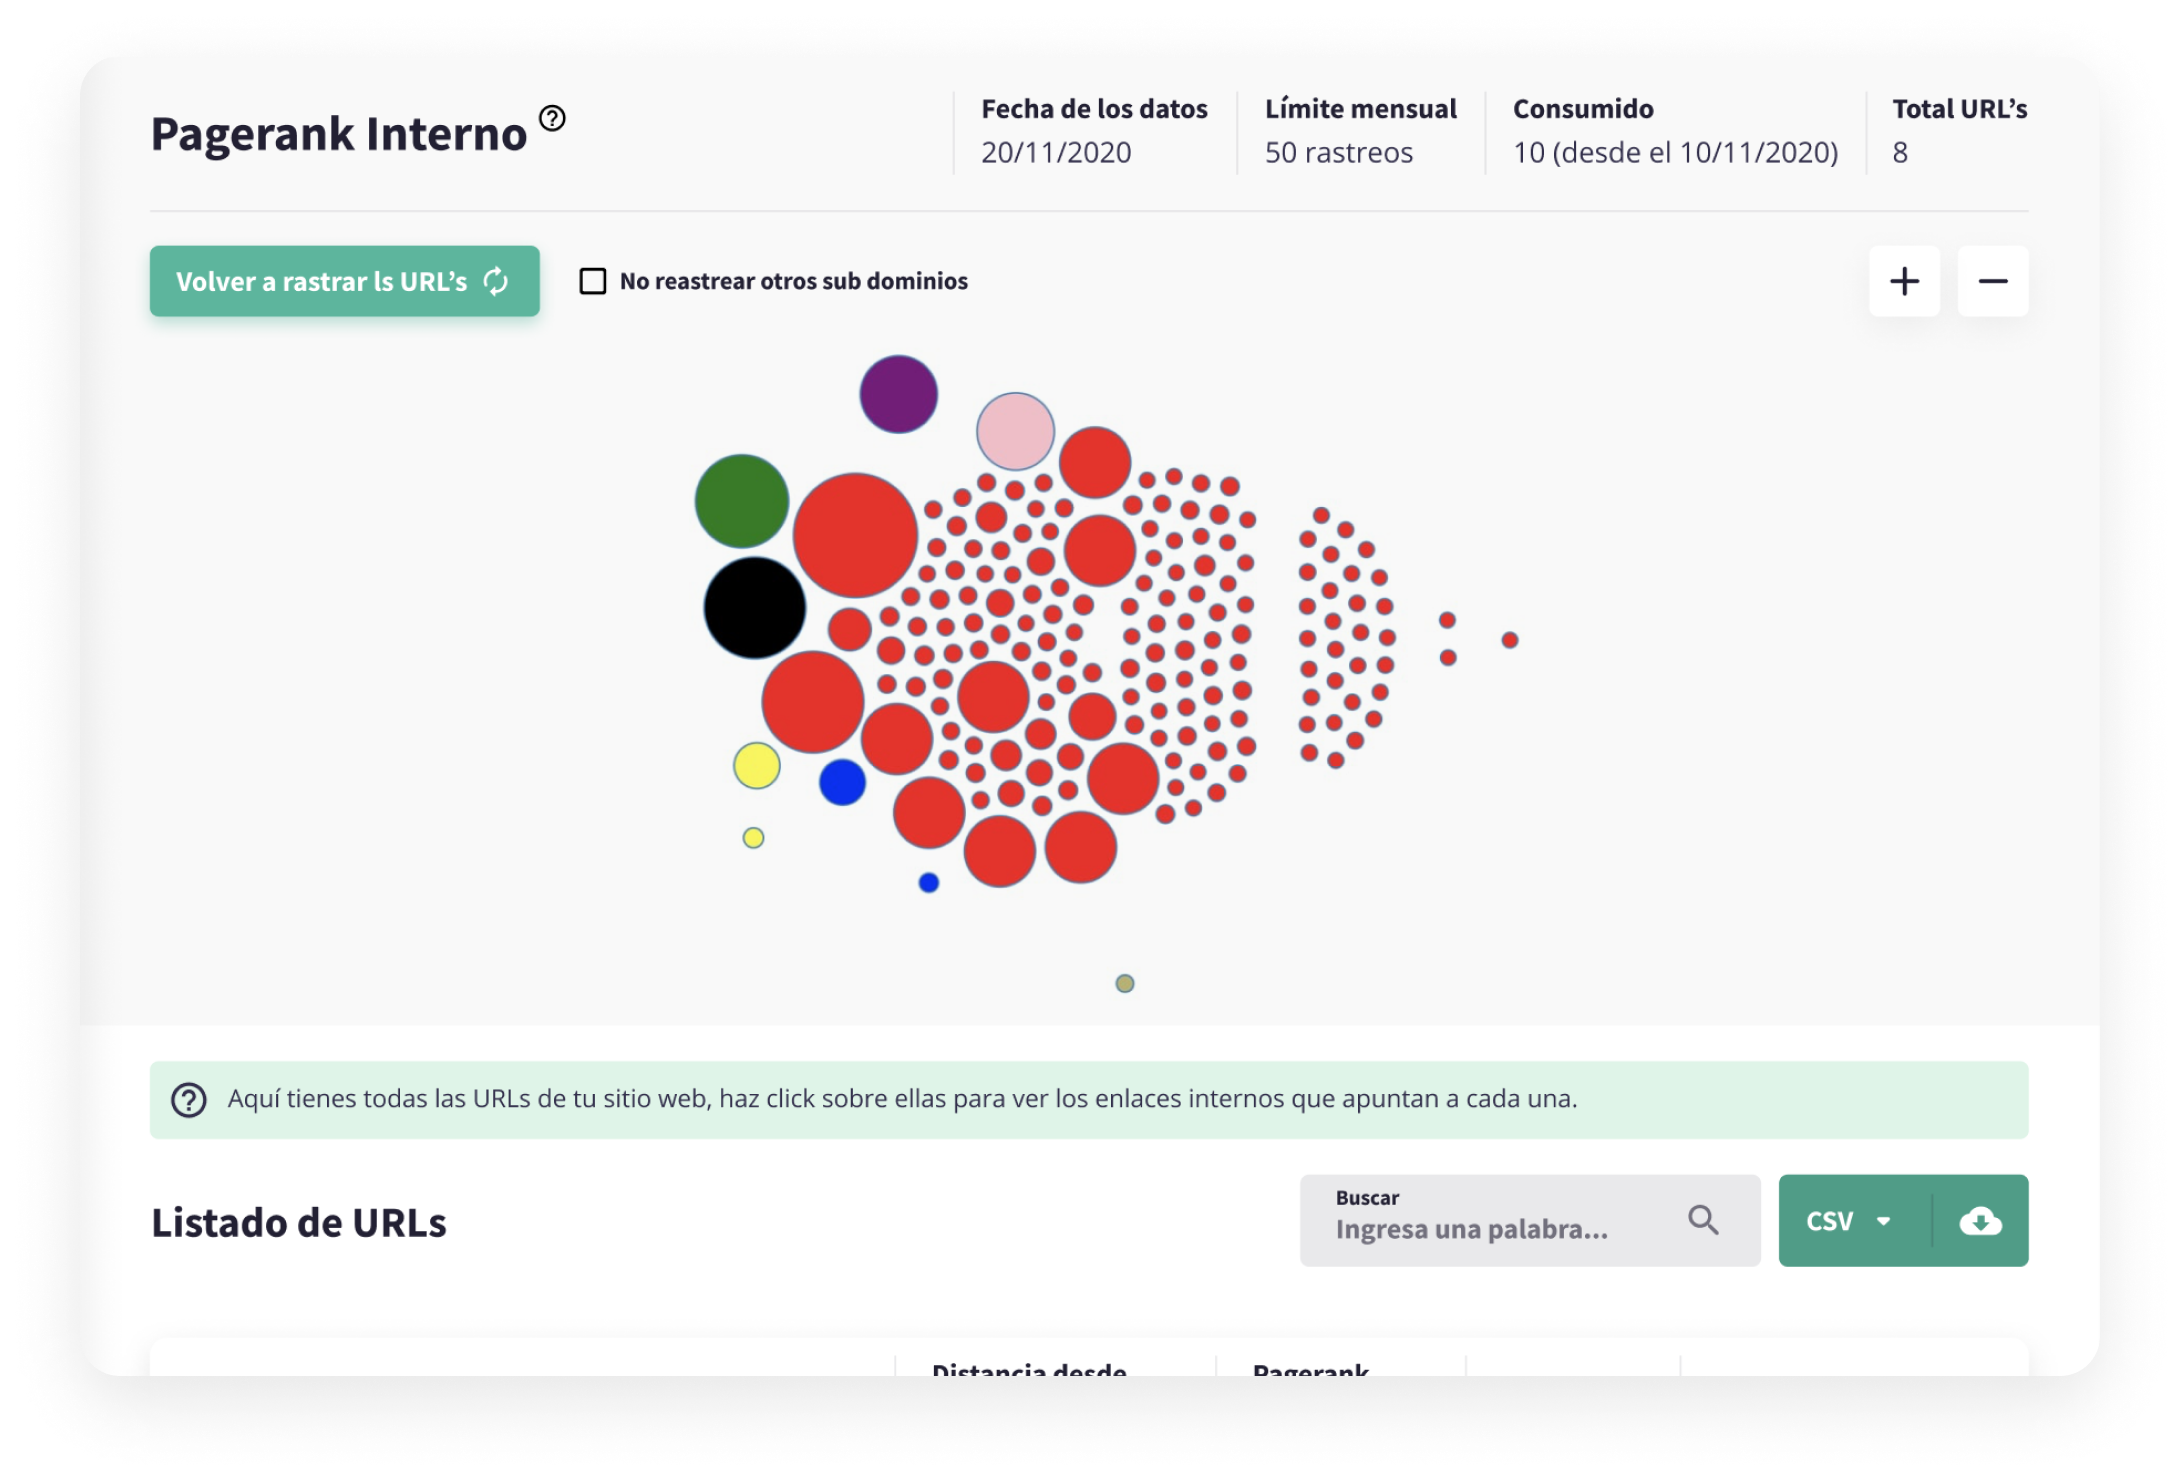 Pagerank Interno
Fecha de los datos
20/11/2020
Límite mensual
50 rastreos
Consumido
10 (desde el 10/11/2020)
Total URL’s
8
Volver a rastrar ls URL’s
No reastrear otros sub dominios
Aquí tienes todas las URLs de tu sitio web, haz click sobre ellas para ver los enlaces internos que apuntan a cada una.
Listado de URLs
Buscar
Ingresa una palabra...
CSV
Distancia desde
Pagerank